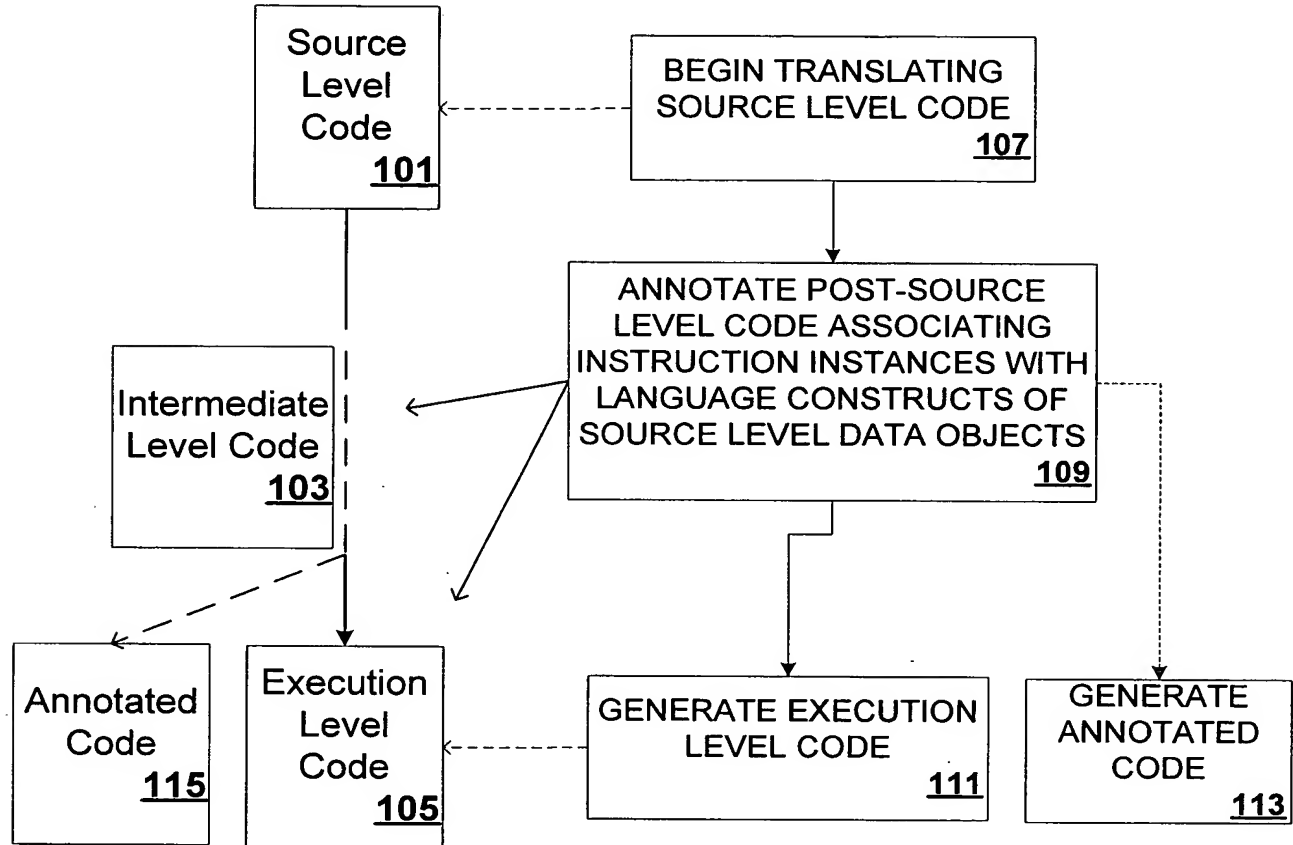 Source
Level
Code
101
BEGIN TRANSLATING
SOURCE LEVEL CODE
107
ANNOTATE POST-SOURCE
LEVEL CODE ASSOCIATING
INSTRUCTION INSTANCES WITH
LANGUAGE CONSTRUCTS OF
SOURCE LEVEL DATA OBJECTS
109
Intermediate
Level Code
103
Annotated
Code
115
Execution
Level
Code
105
GENERATE EXECUTION
LEVEL CODE
111
GENERATE
ANNOTATED
CODE
113